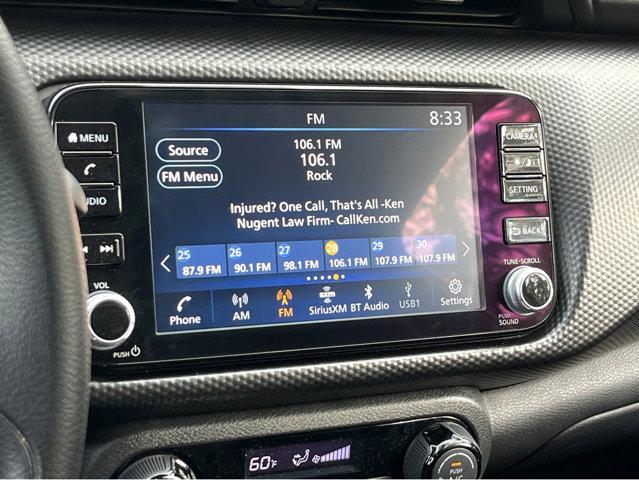 FM 8:33
MENU
Source
106.1 FM
106.1
Rock
FM Menu
Injured? One Call, That's All -Ken
Nugent Law Firm- CallKen.com
25 26 27 28 29 30
87.9 FM 90.1 FM 98.1 FM 106.1 FM 107.9 FM 107.9 FM
Phone AM FM SiriusXM BT Audio USB1 Settings
sxm
VOL
PUSH
CAMERA
SETTING
BACK
TUNE·SCROLL
PUSH
SOUND
60°F
PUSH
A/C